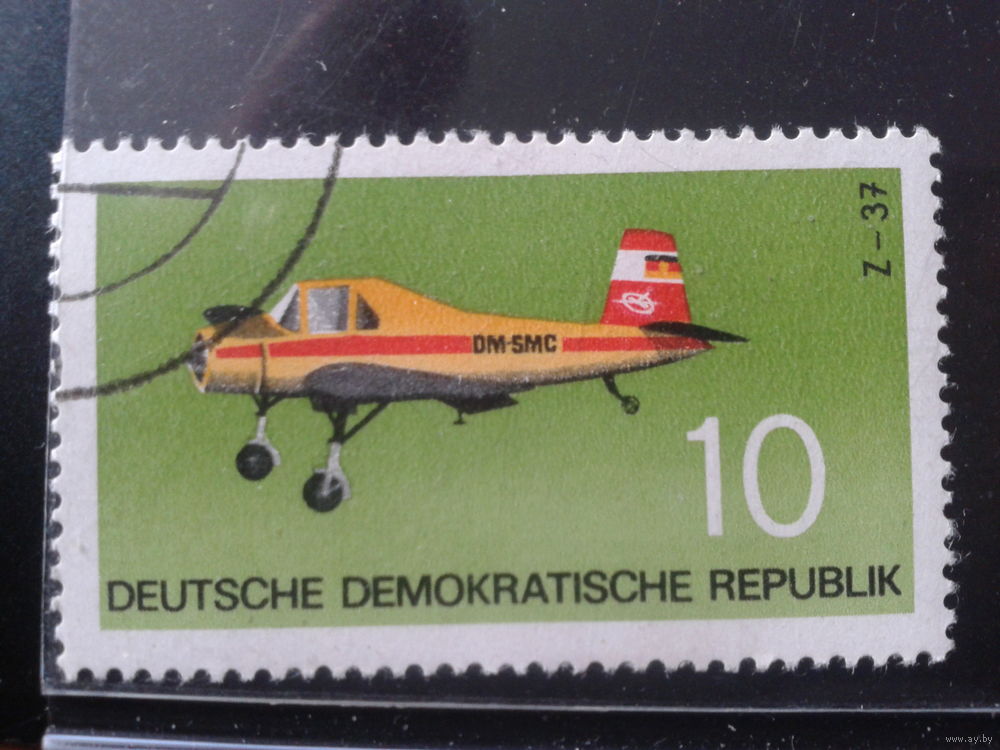 Z-37
DM-SMC
10
DEUTSCHE DEMOKRATISCHE REPUBLIK
www.ay.by